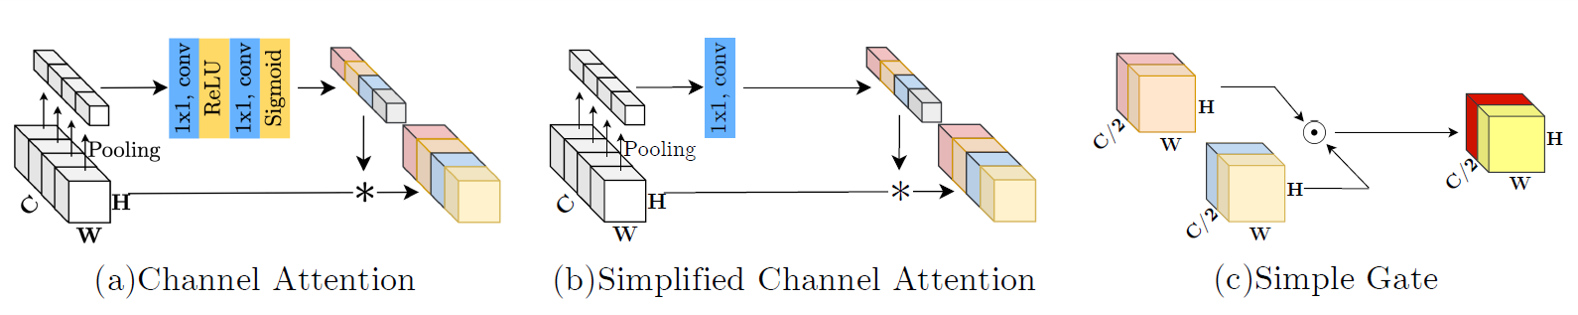 1x1, conv
ReLU
1x1, conv
Sigmoid
Pooling
C
H
W
*
(a)Channel Attention
1x1, conv
Pooling
C
H
W
*
(b)Simplified Channel Attention
H
W
C/2
H
W
C/2
H
W
C/2
(c)Simple Gate